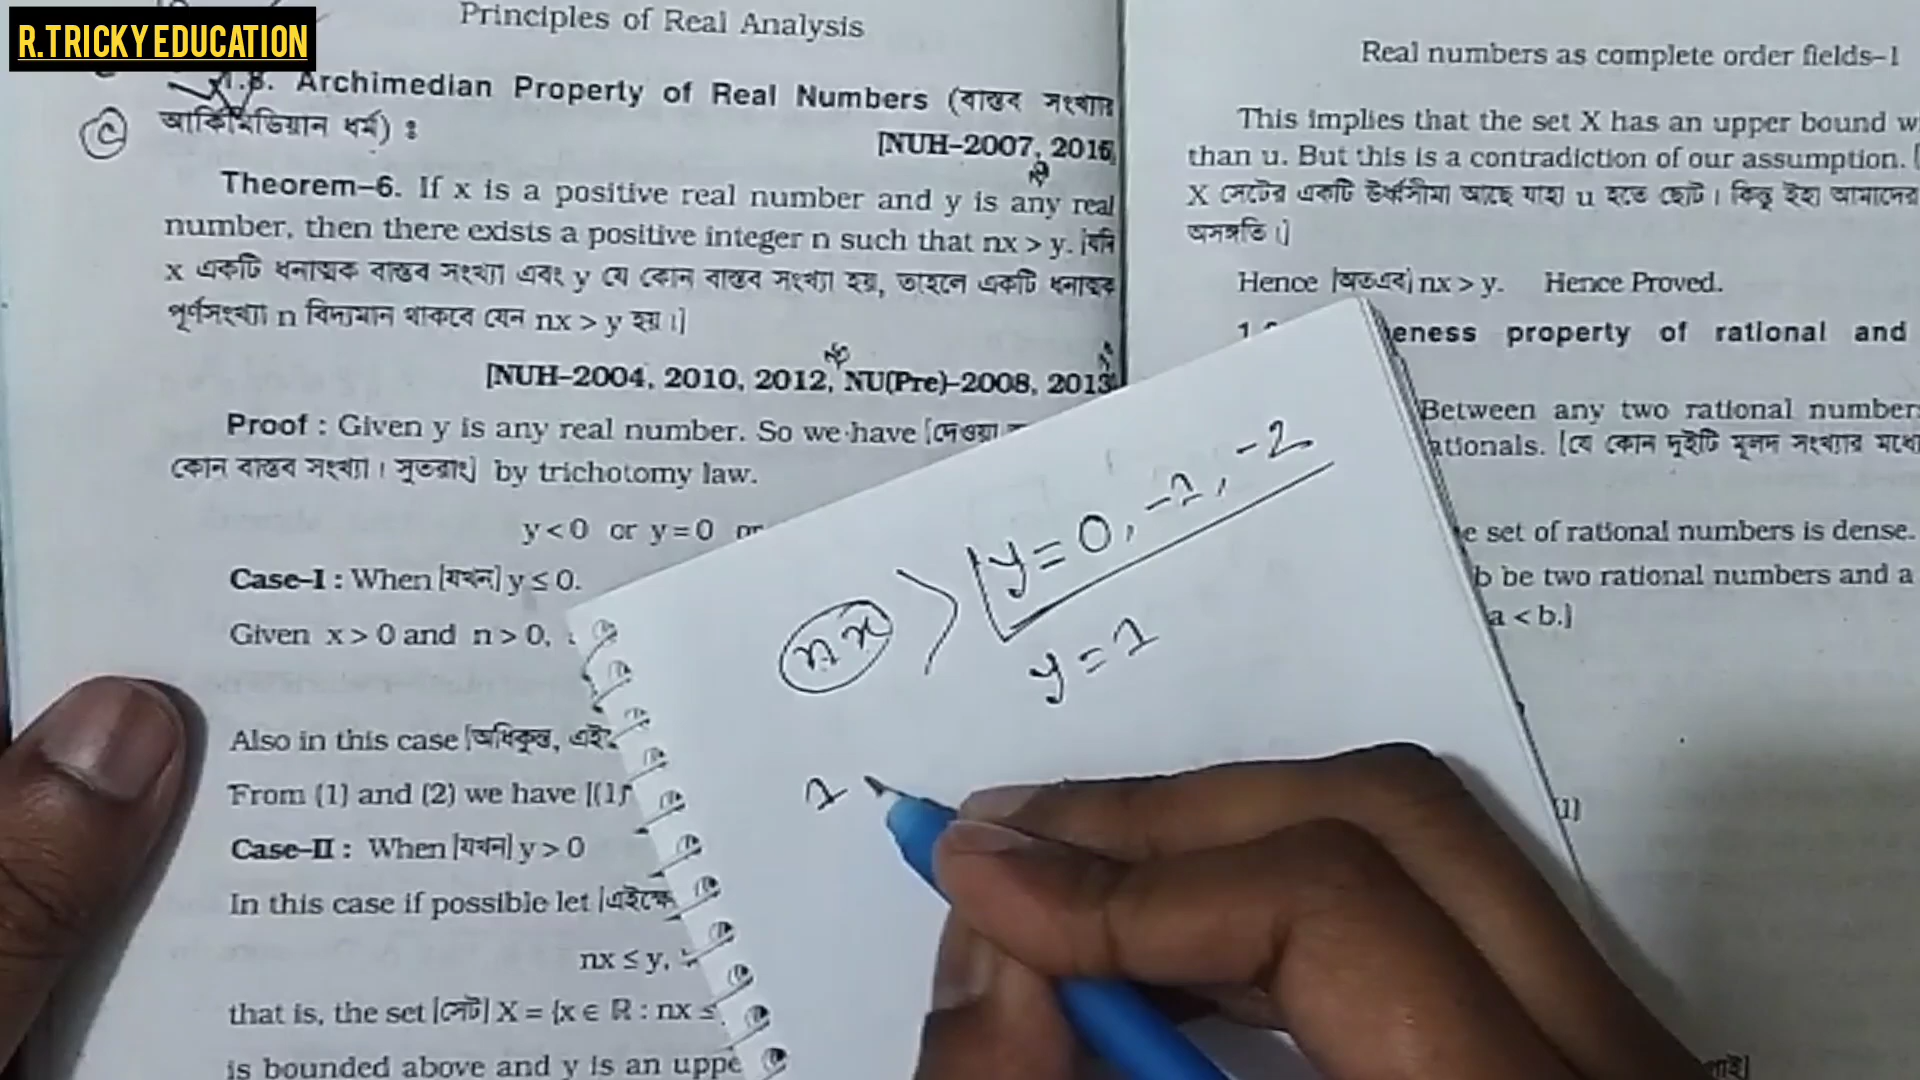 R.TRICKY EDUCATION
Principles of Real Analysis
1.8. Archimedian Property of Real Numbers (বাস্তব সংখ্যার
আর্কিমিডিয়ান ধর্ম) :
[NUH–2007, 2015,
Theorem–6. If x is a positive real number and y is any real
number, then there exists a positive integer n such that nx > y. [যদি
x একটি ধনাত্মক বাস্তব সংখ্যা এবং y যে কোন বাস্তব সংখ্যা হয়, তাহলে একটি ধনাত্মক
পূর্ণসংখ্যা n বিদ্যমান থাকবে যেন nx > y হয়।]
[NUH–2004, 2010, 2012, NU(Pre)–2008, 2013
Proof : Given y is any real number. So we have [দেওয়া
কোন বাস্তব সংখ্যা। সুতরাং] by trichotomy law.
y < 0 or y = 0 or
Case–I : When [যখন] y ≤ 0.
Given x > 0 and n > 0,
Also in this case [অধিকন্তু,
From (1) and (2) we have [(1)
Case–II : When [যখন] y > 0
In this case if possible let
nx ≤ y,
that is, the set [সেট] X = {x ∈ ℝ : nx ≤
is bounded above and y is an
Real numbers as complete order fields–1
This implies that the set X has an upper bound
than u. But this is a contradiction of our assumption. [
X সেটের একটি উর্ধ্বসীমা আছে যাহা u হতে ছোট। কিন্তু ইহা আমাদের
অসঙ্গতি।]
Hence [অতএব] nx > y. Hence Proved.
property of rational and
Between any two rational
[যে কোন দুইটি মূলদ সংখ্যার মধ্যে
set of rational numbers is dense.
b be two rational numbers and a
a < b.]
nx > y = 0, -1, -2
y = 1
1